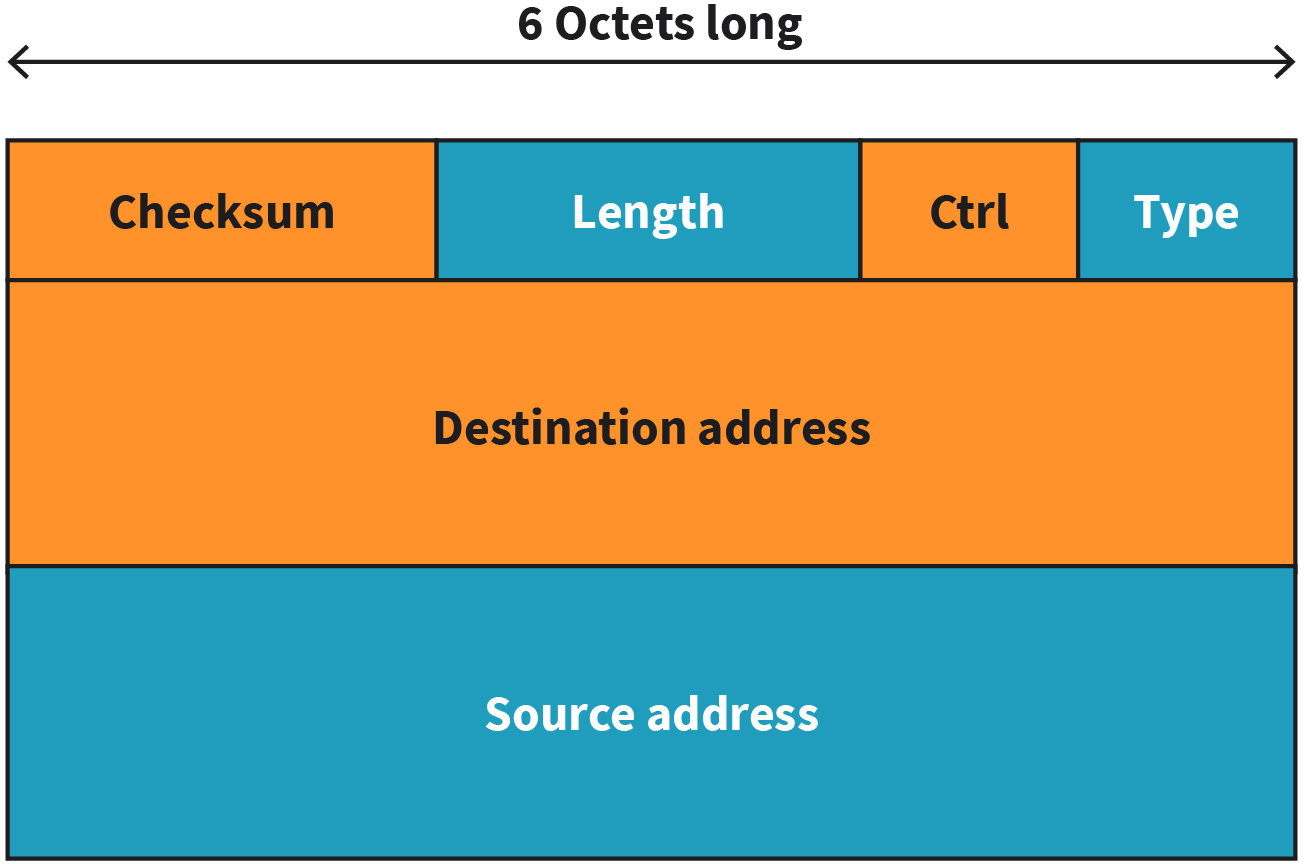 6 Octets long
Checksum
Length
Ctrl
Type
Destination address
Source address